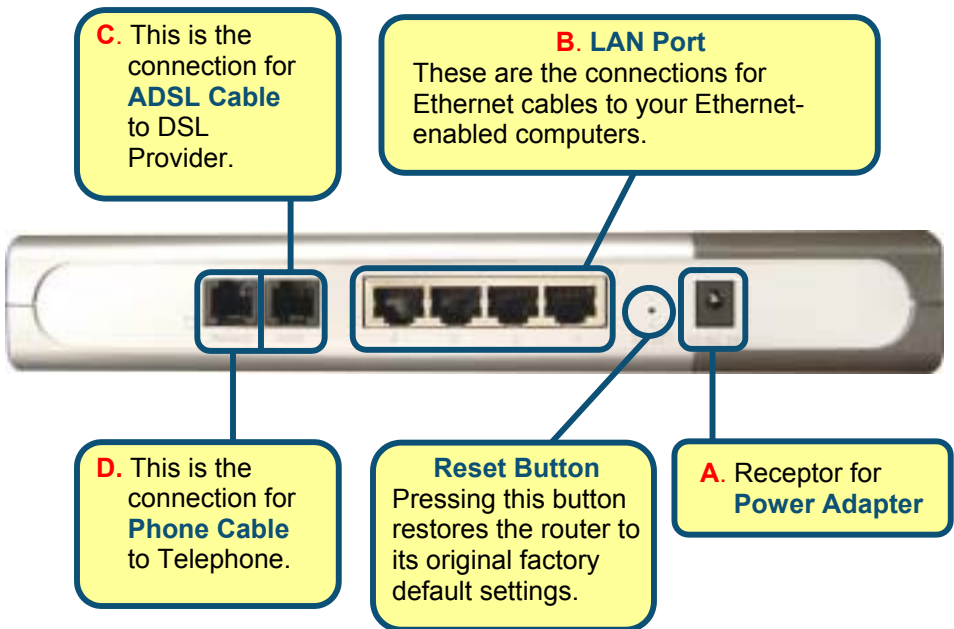 C. This is the
connection for
ADSL Cable
to DSL
Provider.
B. LAN Port
These are the connections for
Ethernet cables to your Ethernet-
enabled computers.
D. This is the
connection for
Phone Cable
to Telephone.
Reset Button
Pressing this button
restores the router to
its original factory
default settings.
A. Receptor for
Power Adapter